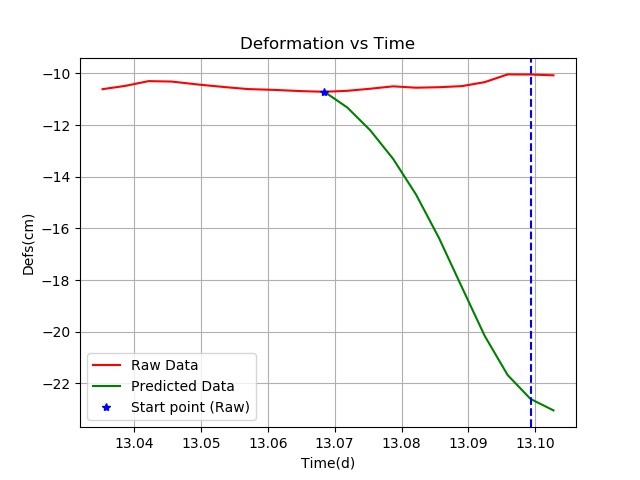 Deformation vs Time
Defs(cm)
−10
−12
−14
−16
−18
−20
−22
Raw Data
Predicted Data
Start point (Raw)
13.04 13.05 13.06 13.07 13.08 13.09 13.10
Time(d)